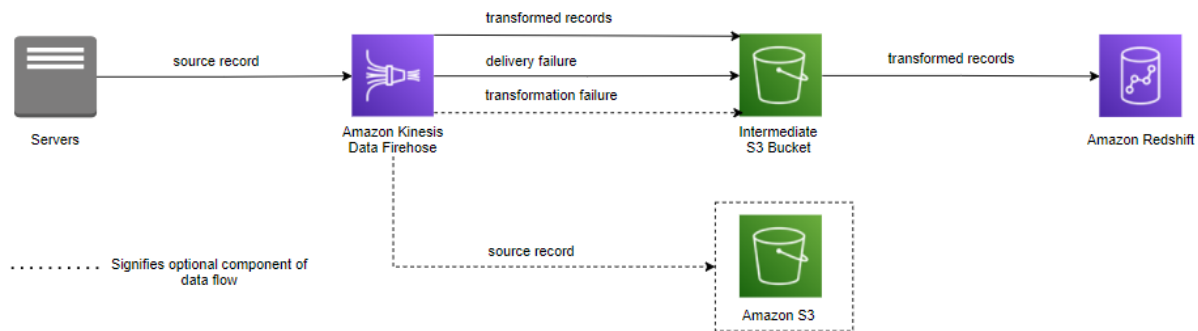 transformed records
source record
delivery failure
transformed records
transformation failure
Servers
Amazon Kinesis
Data Firehose
Intermediate
S3 Bucket
Amazon Redshift
source record
Signifies optional component of
data flow
Amazon S3